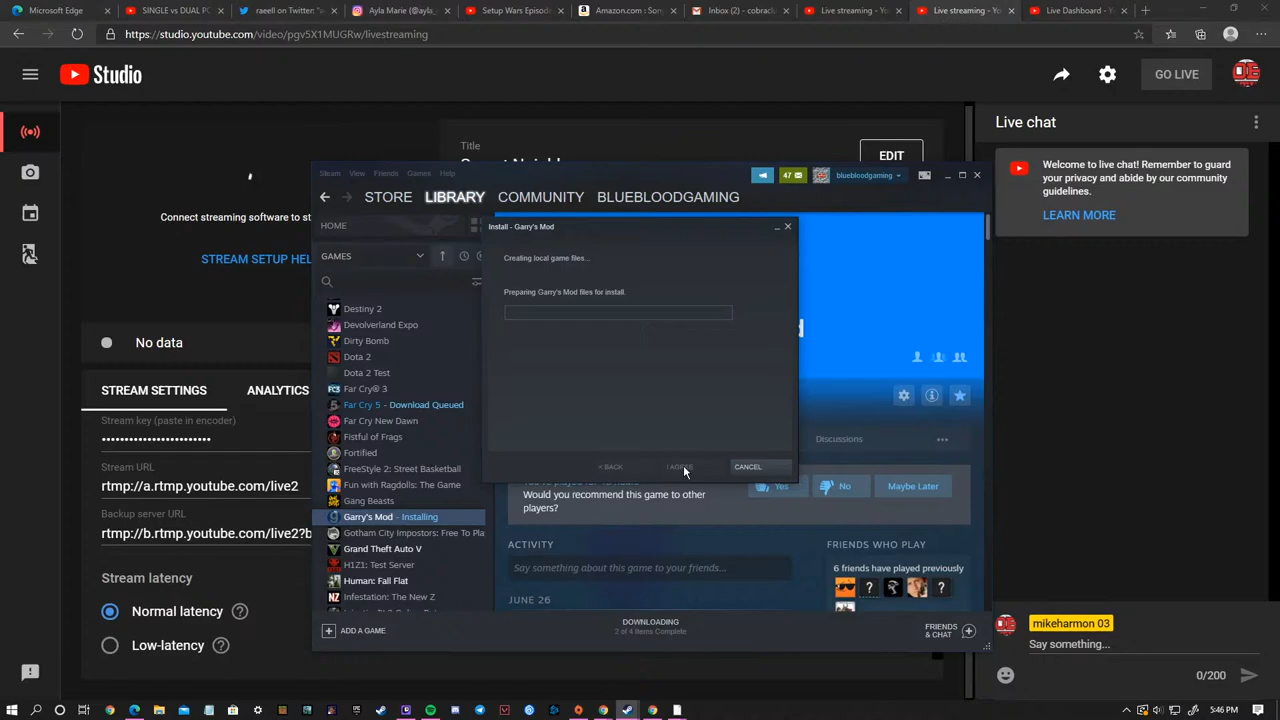 Microsoft Edge
SINGLE vs DUAL PC
raeell on Twitter: "
Ayla Marie (@ayla_
Setup Wars Episode
Amazon.com : Son
Inbox (2) - cobrack
Live streaming - Yo
Live streaming - Yo
Live Dashboard - Yo
https://studio.youtube.com/video/pgv5X1MUGRw/livestreaming
Studio
GO LIVE
Title
EDIT
Connect streaming software to s
STREAM SETUP HEL
No data
STREAM SETTINGS
ANALYTICS
Stream key (paste in encoder)
Stream URL
rtmp://a.rtmp.youtube.com/live2
Backup server URL
rtmp://b.rtmp.youtube.com/live2?b
Stream latency
Normal latency
Low-latency
Steam View Friends Games Help
47
bluebloodgaming
STORE LIBRARY COMMUNITY BLUEBLOODGAMING
HOME
GAMES
Destiny 2
Devolverland Expo
Dirty Bomb
Dota 2
Dota 2 Test
Far Cry® 3
Far Cry 5 - Download Queued
Far Cry New Dawn
Fistful of Frags
Fortified
FreeStyle 2: Street Basketball
Fun with Ragdolls: The Game
Gang Beasts
Garry's Mod - Installing
Gotham City Impostors: Free To Pla
Grand Theft Auto V
H1Z1: Test Server
Human: Fall Flat
Infestation: The New Z
ADD A GAME
Install - Garry's Mod
Creating local game files...
Preparing Garry's Mod files for install.
< BACK
I AGREE
CANCEL
Discussions
Would you recommend this game to other
players?
Yes
No
Maybe Later
ACTIVITY
Say something about this game to your friends...
JUNE 26
FRIENDS WHO PLAY
6 friends have played previously
DOWNLOADING
2 of 4 Items Complete
FRIENDS
& CHAT
Live chat
Welcome to live chat! Remember to guard
your privacy and abide by our community
guidelines.
LEARN MORE
mikeharmon 03
Say something...
0/200
5:46 PM